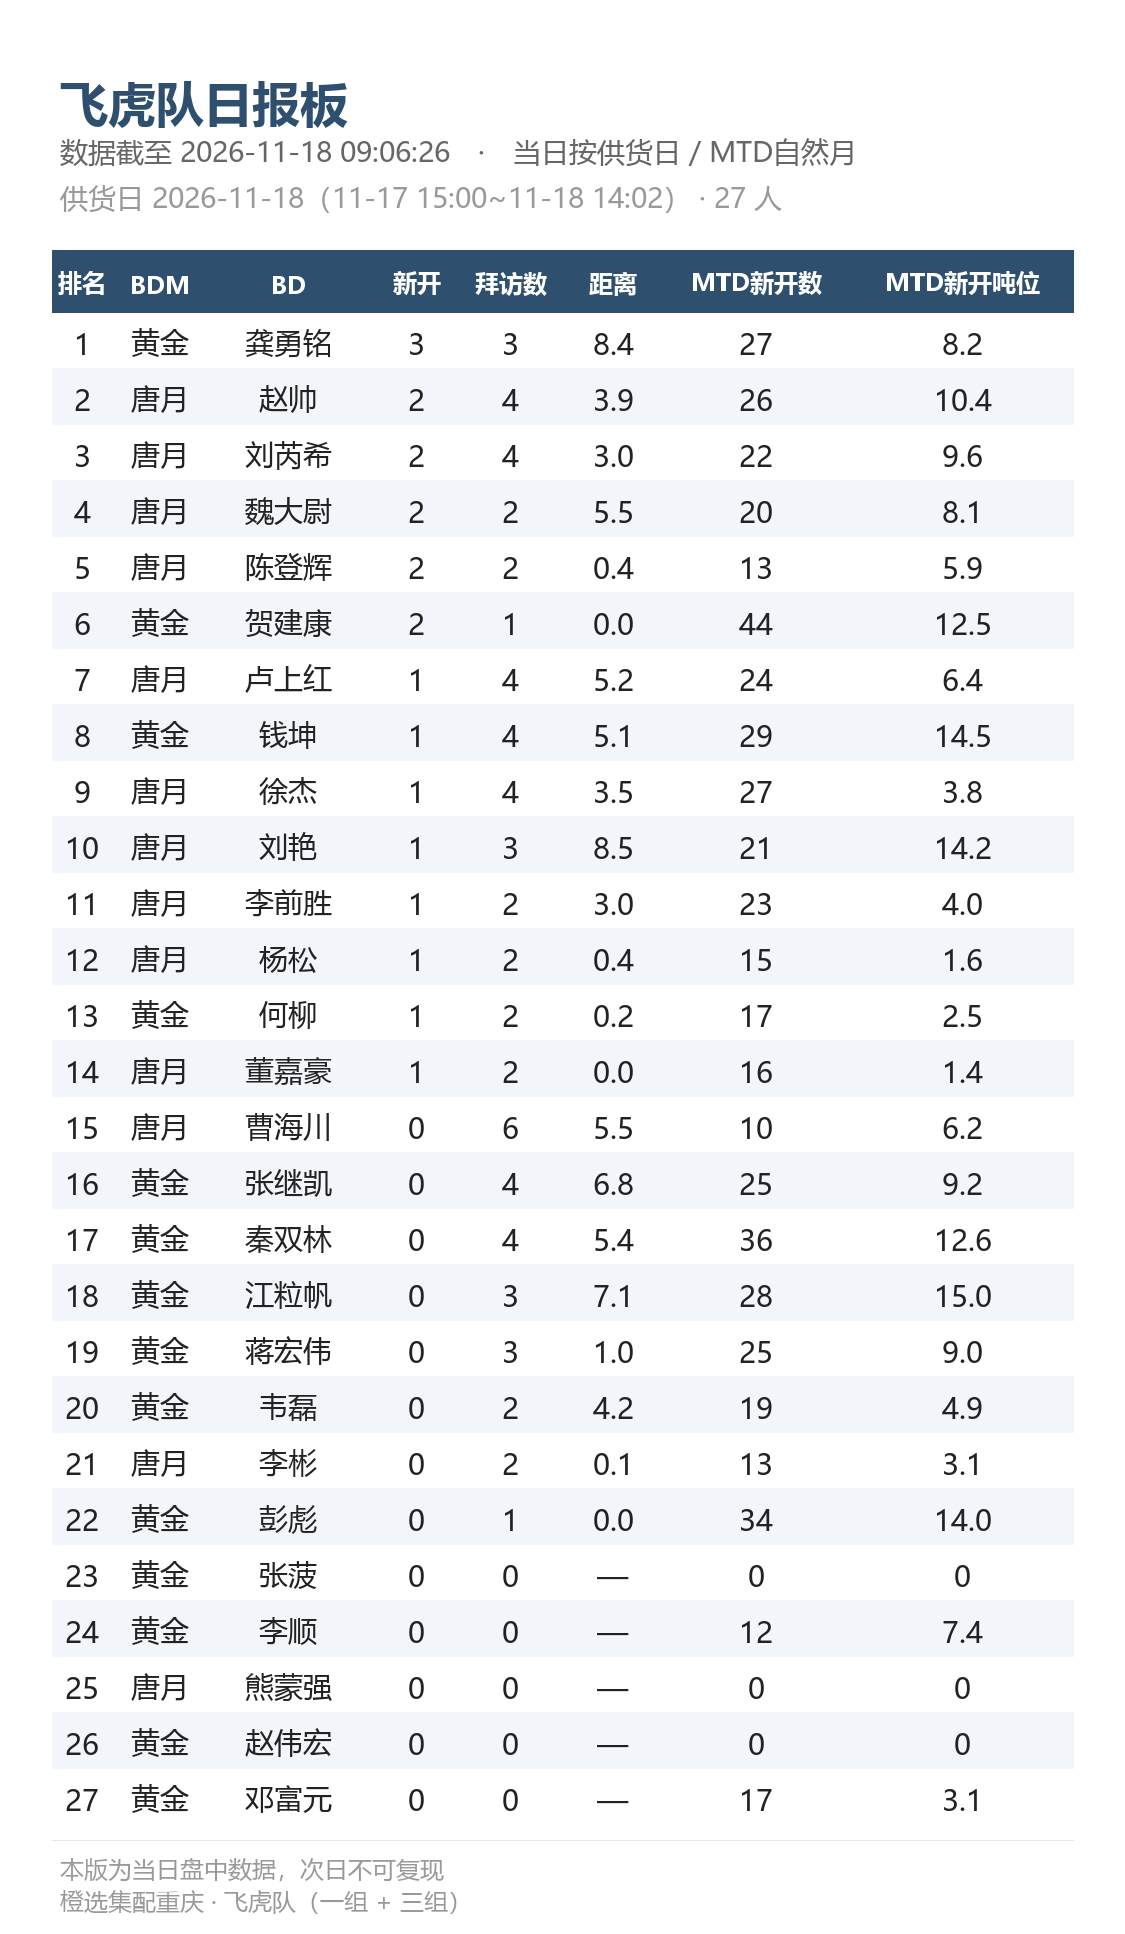 飞虎队日报板
数据截至 2026-11-18 09:06:26 · 当日按供货日 / MTD自然月
供货日 2026-11-18（11-17 15:00~11-18 14:02）· 27 人
排名 BDM BD 新开 拜访数 距离 MTD新开数 MTD新开吨位
1 黄金 龚勇铭 3 3 8.4 27 8.2
2 唐月 赵帅 2 4 3.9 26 10.4
3 唐月 刘芮希 2 4 3.0 22 9.6
4 唐月 魏大尉 2 2 5.5 20 8.1
5 唐月 陈登辉 2 2 0.4 13 5.9
6 黄金 贺建康 2 1 0.0 44 12.5
7 唐月 卢上红 1 4 5.2 24 6.4
8 黄金 钱坤 1 4 5.1 29 14.5
9 唐月 徐杰 1 4 3.5 27 3.8
10 唐月 刘艳 1 3 8.5 21 14.2
11 唐月 李前胜 1 2 3.0 23 4.0
12 唐月 杨松 1 2 0.4 15 1.6
13 黄金 何柳 1 2 0.2 17 2.5
14 唐月 董嘉豪 1 2 0.0 16 1.4
15 唐月 曹海川 0 6 5.5 10 6.2
16 黄金 张继凯 0 4 6.8 25 9.2
17 黄金 秦双林 0 4 5.4 36 12.6
18 黄金 江粒帆 0 3 7.1 28 15.0
19 黄金 蒋宏伟 0 3 1.0 25 9.0
20 黄金 韦磊 0 2 4.2 19 4.9
21 唐月 李彬 0 2 0.1 13 3.1
22 黄金 彭彪 0 1 0.0 34 14.0
23 黄金 张菠 0 0 — 0 0
24 黄金 李顺 0 0 — 12 7.4
25 唐月 熊蒙强 0 0 — 0 0
26 黄金 赵伟宏 0 0 — 0 0
27 黄金 邓富元 0 0 — 17 3.1
本版为当日盘中数据，次日不可复现
橙选集配重庆 · 飞虎队（一组 + 三组）